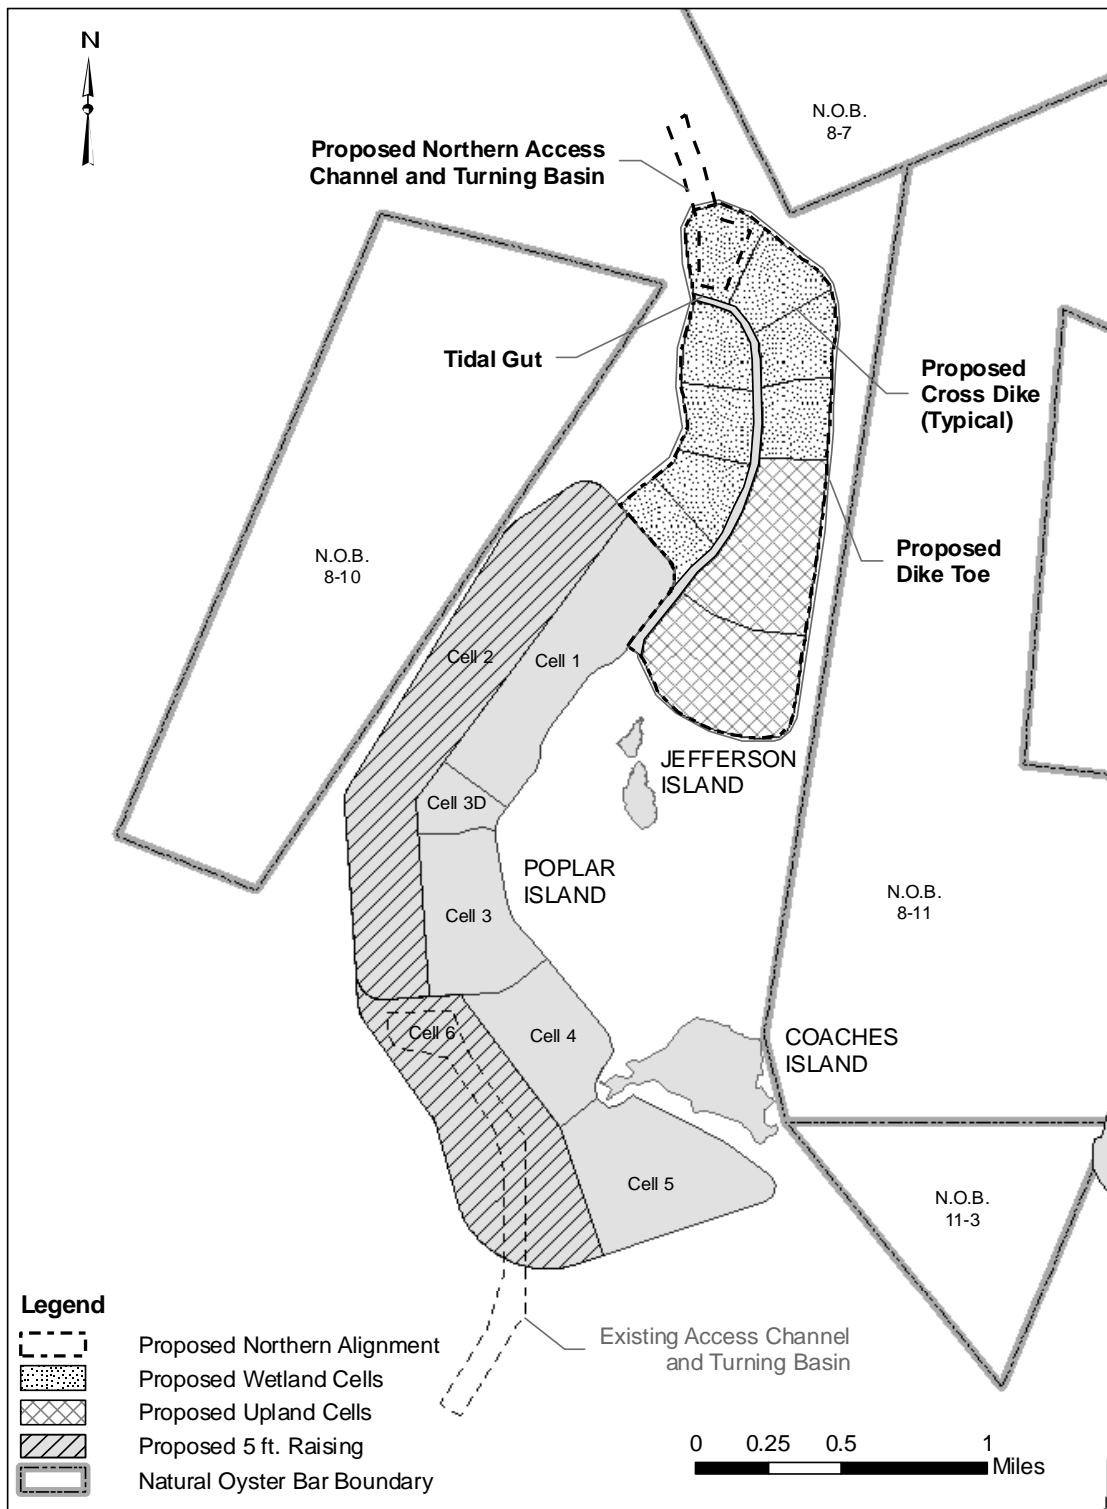 N
N.O.B.
8-7
Proposed Northern Access
Channel and Turning Basin
Tidal Gut
Proposed
Cross Dike
(Typical)
N.O.B.
8-10
Proposed
Dike Toe
Cell 2
Cell 1
JEFFERSON
ISLAND
Cell 3D
POPLAR
ISLAND
N.O.B.
8-11
Cell 3
Cell 6
Cell 4
COACHES
ISLAND
Cell 5
N.O.B.
11-3
Existing Access Channel
and Turning Basin
Legend
Proposed Northern Alignment
Proposed Wetland Cells
Proposed Upland Cells
Proposed 5 ft. Raising
Natural Oyster Bar Boundary
0 0.25 0.5 1
Miles